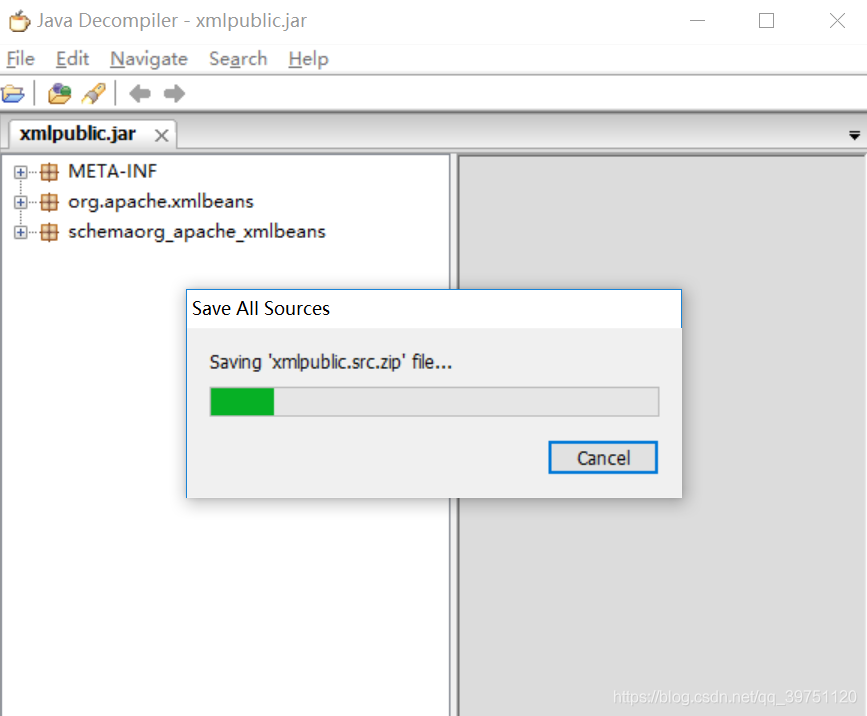 Java Decompiler - xmlpublic.jar
File Edit Navigate Search Help
xmlpublic.jar
META-INF
org.apache.xmlbeans
schemaorg_apache_xmlbeans
Save All Sources
Saving 'xmlpublic.src.zip' file...
Cancel
https://blog.csdn.net/qq_39751120